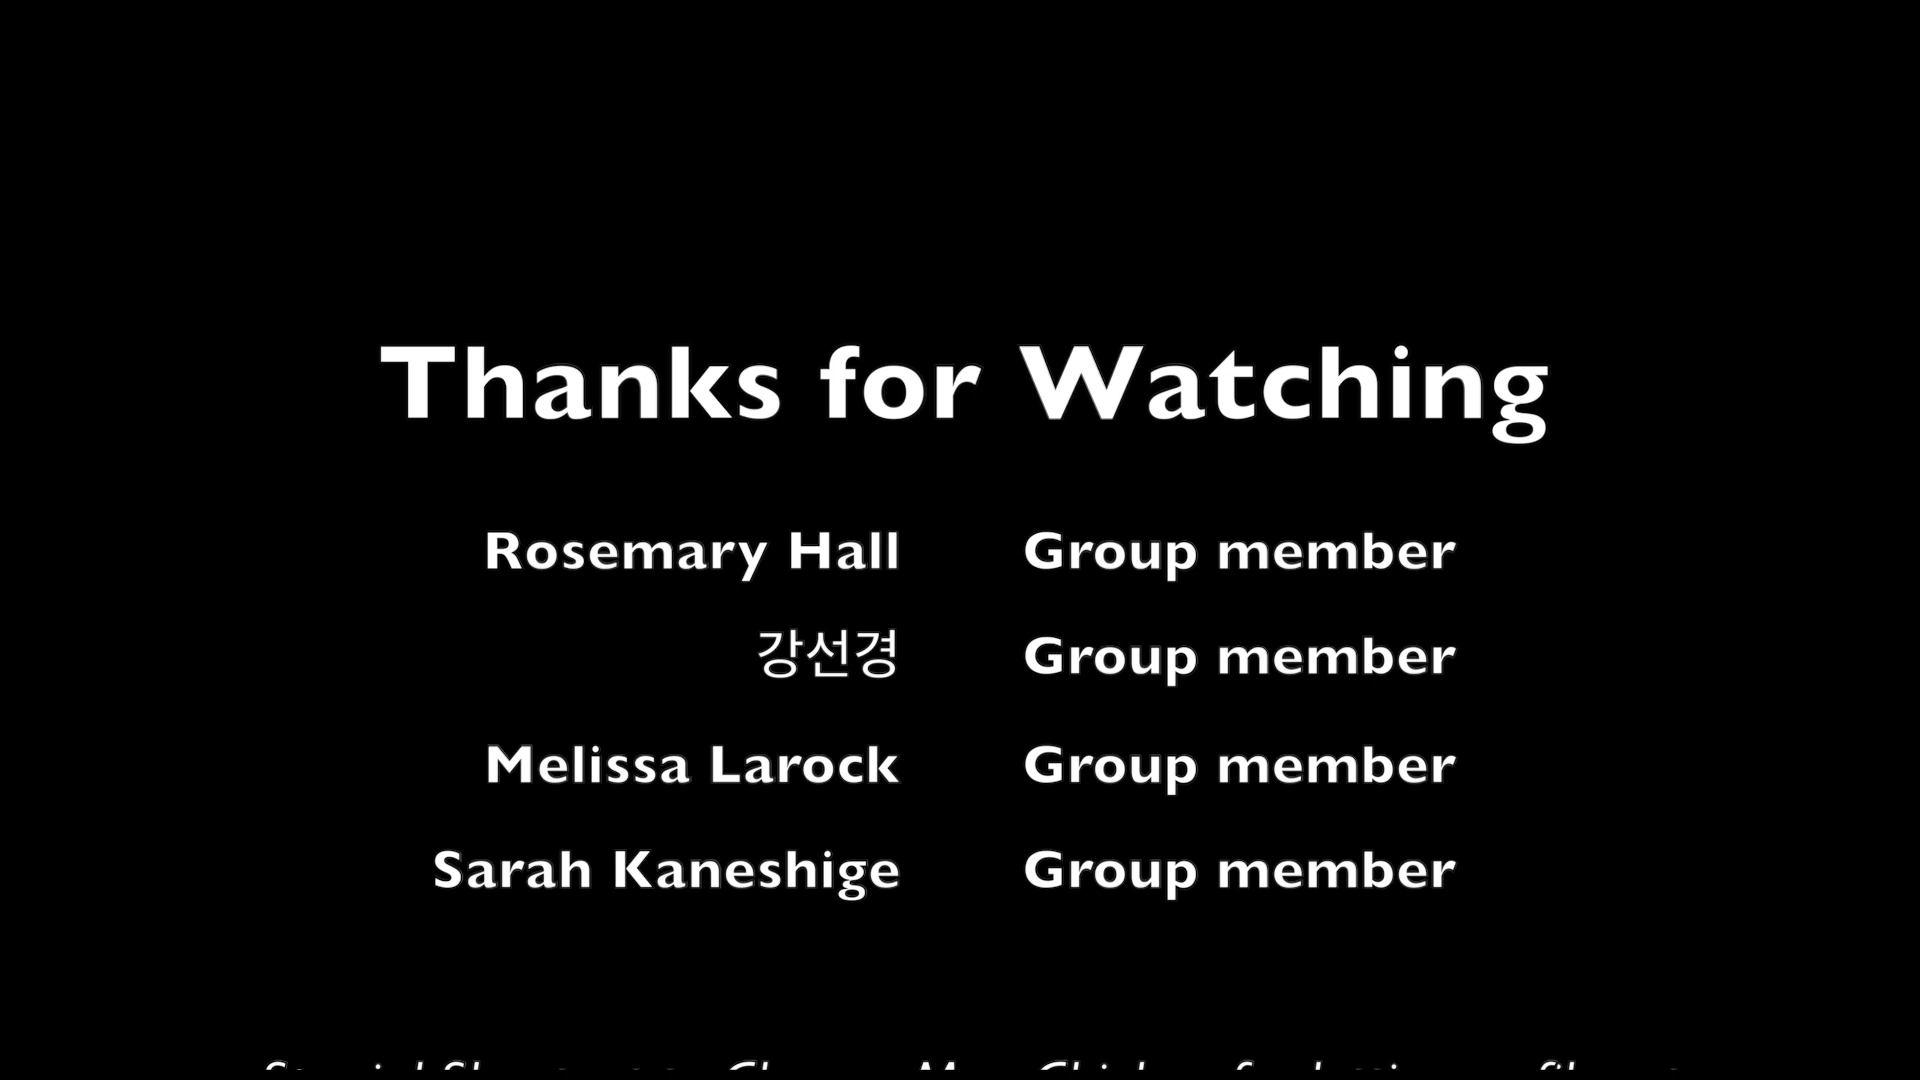 Thanks for Watching
Rosemary Hall Group member
강선경 Group member
Melissa Larock Group member
Sarah Kaneshige Group member